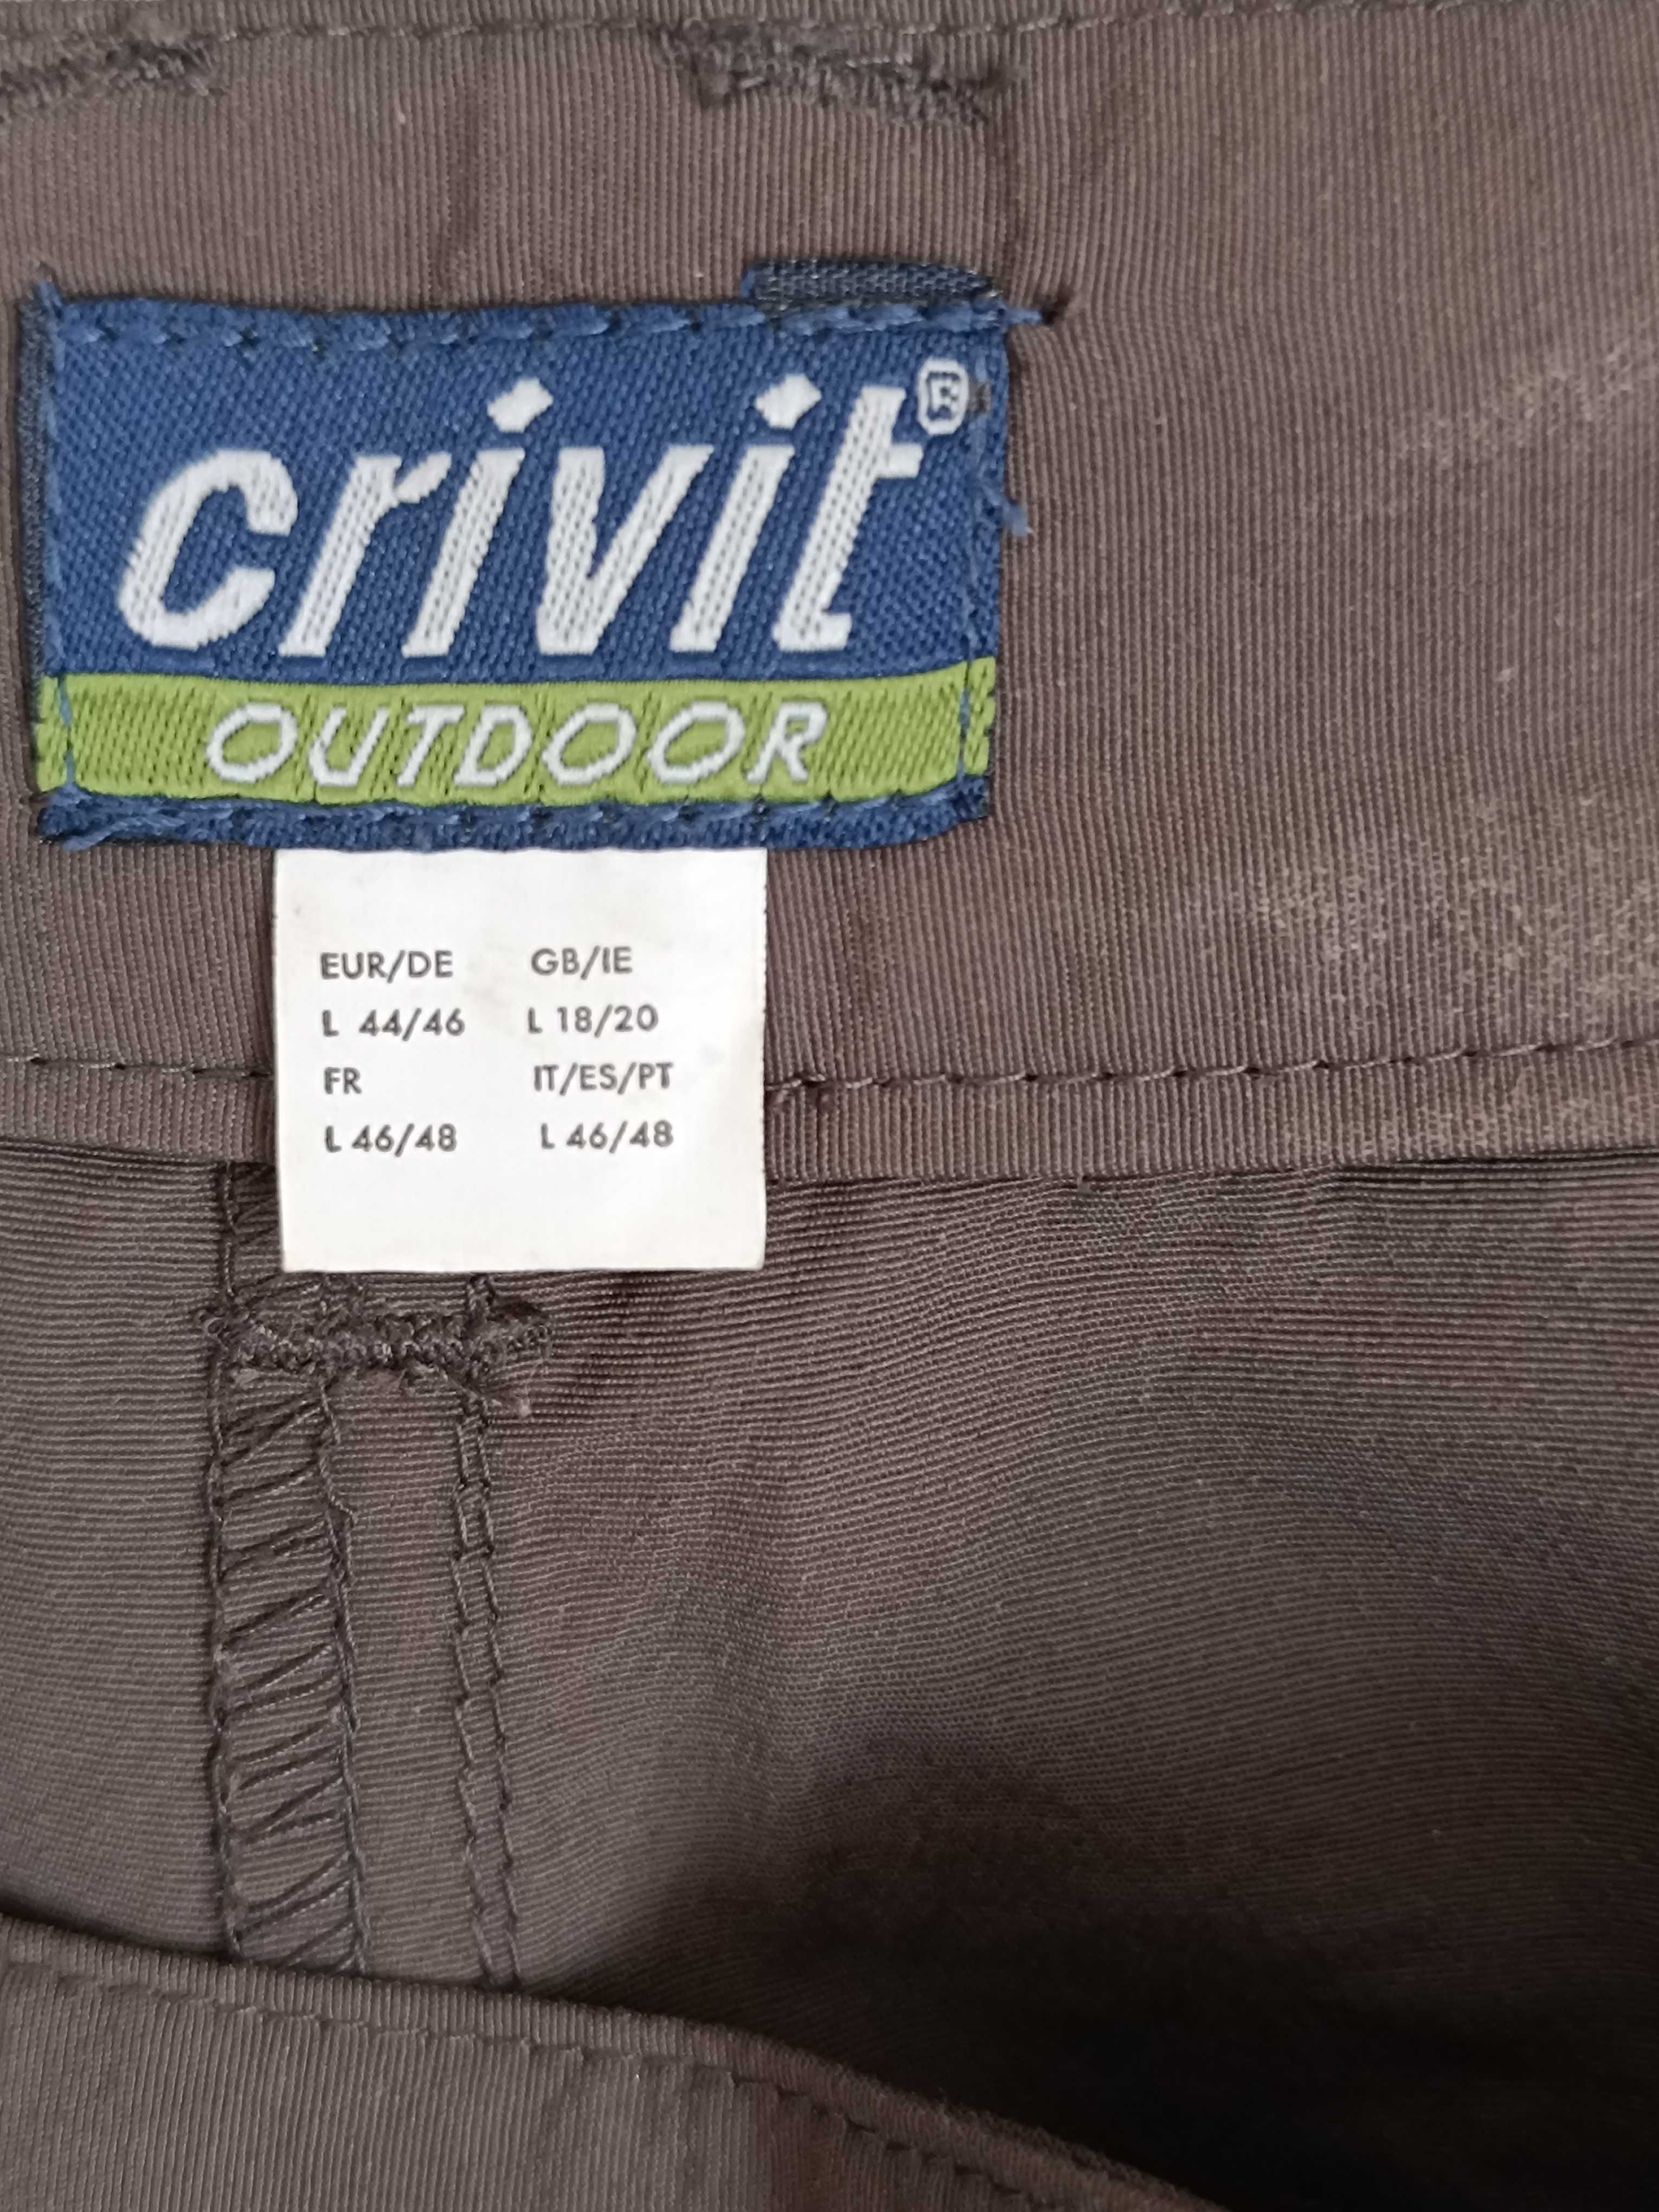 crivit®
OUTDOOR
EUR/DE GB/IE
L 44/46 L 18/20
FR IT/ES/PT
L 46/48 L 46/48